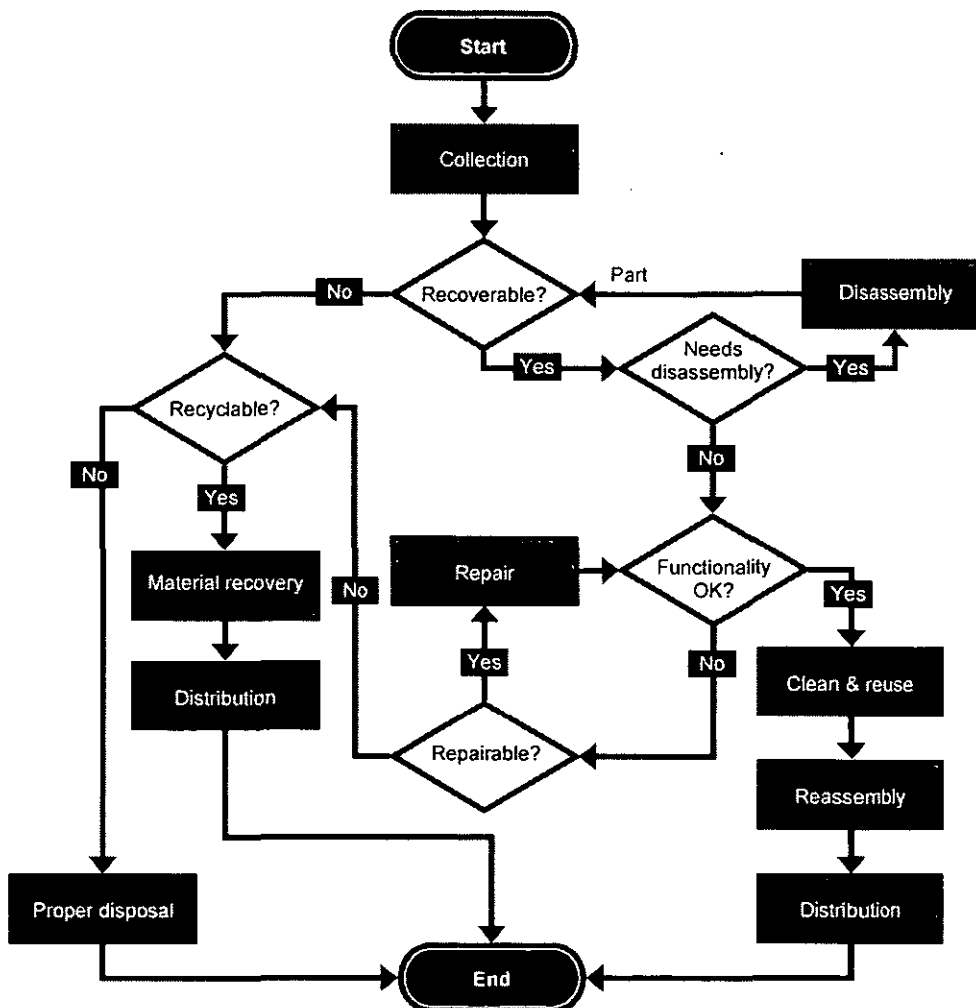 Start
Collection
Part
No
Recoverable?
Disassembly
Needs
disassembly?
Yes
Yes
Recyclable?
No
No
Yes
Material recovery
Repair
Functionality
OK?
No
Yes
Yes
No
Clean & reuse
Distribution
Repairable?
Reassembly
Proper disposal
Distribution
End